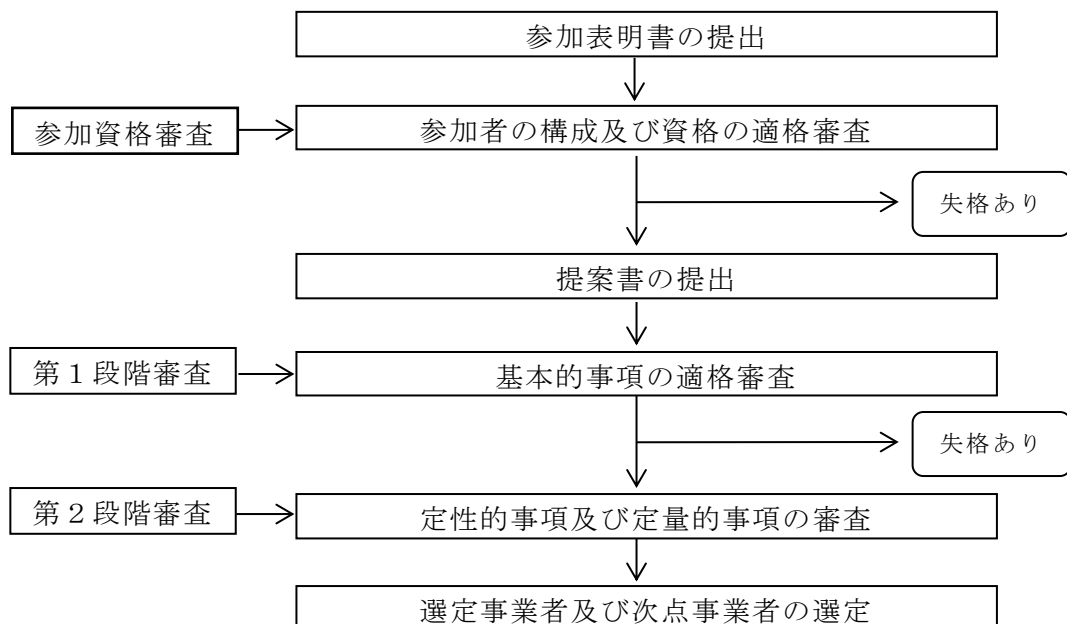 参加表明書の提出
参加資格審査
参加者の構成及び資格の適格審査
失格あり
提案書の提出
第１段階審査
基本的事項の適格審査
失格あり
第２段階審査
定性的事項及び定量的事項の審査
選定事業者及び次点事業者の選定